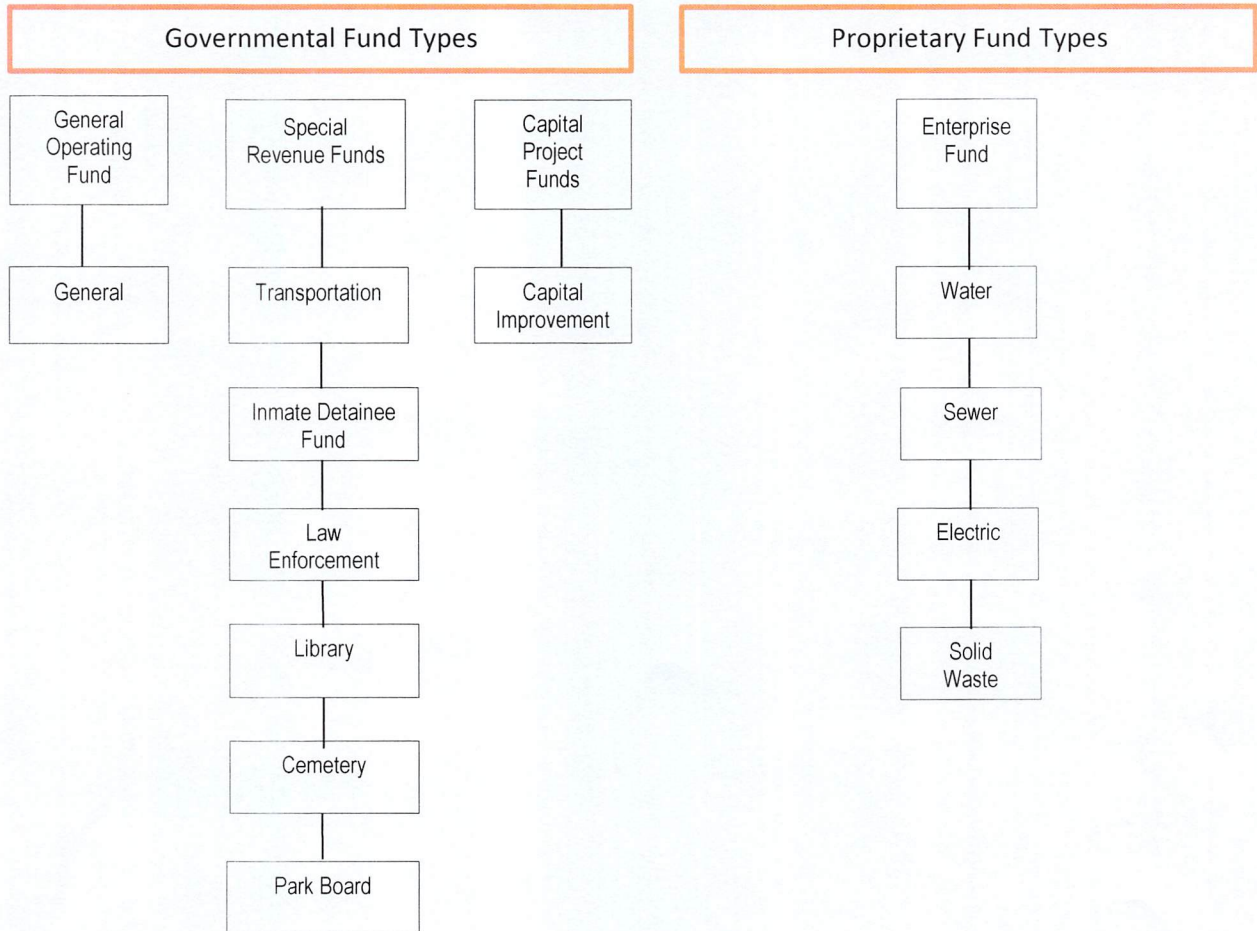 Governmental Fund Types
Proprietary Fund Types
General
Operating
Fund
General
Special
Revenue Funds
Transportation
Inmate Detainee
Fund
Law
Enforcement
Library
Cemetery
Park Board
Capital
Project
Funds
Capital
Improvement
Enterprise
Fund
Water
Sewer
Electric
Solid
Waste